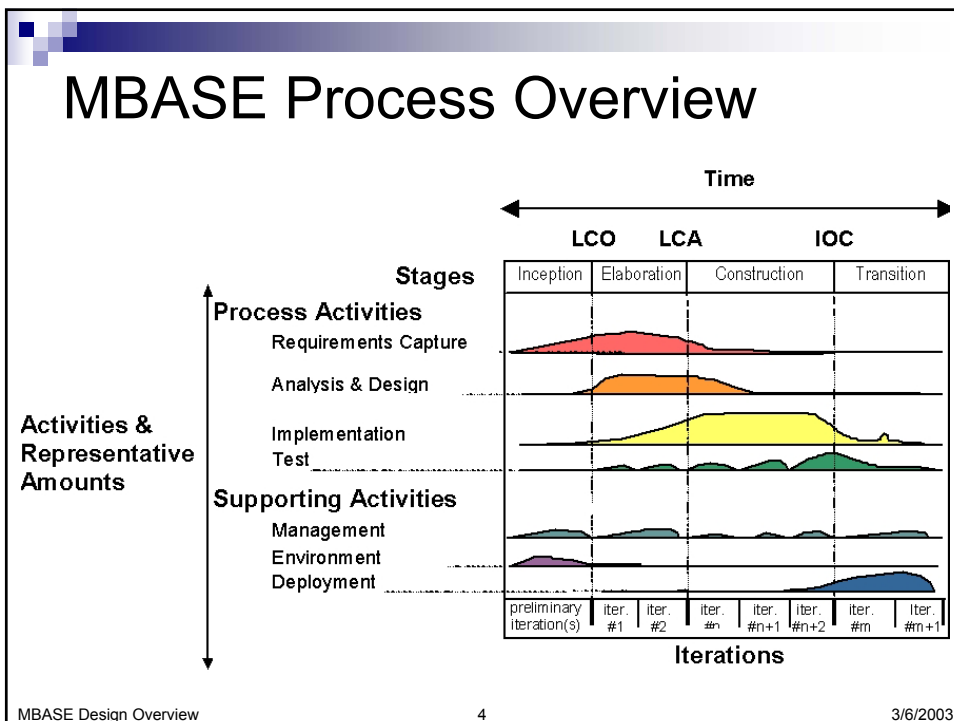 MBASE Process Overview
Time
LCO LCA IOC
Stages
Inception Elaboration Construction Transition
Process Activities
Requirements Capture
Analysis & Design
Implementation
Test
Activities &
Representative
Amounts
Supporting Activities
Management
Environment
Deployment
preliminary
iteration(s)
iter.
#1
iter.
#2
iter.
#n
iter.
#n+1
iter.
#n+2
iter.
#m
Iter.
#m+1
Iterations
MBASE Design Overview 4 3/6/2003